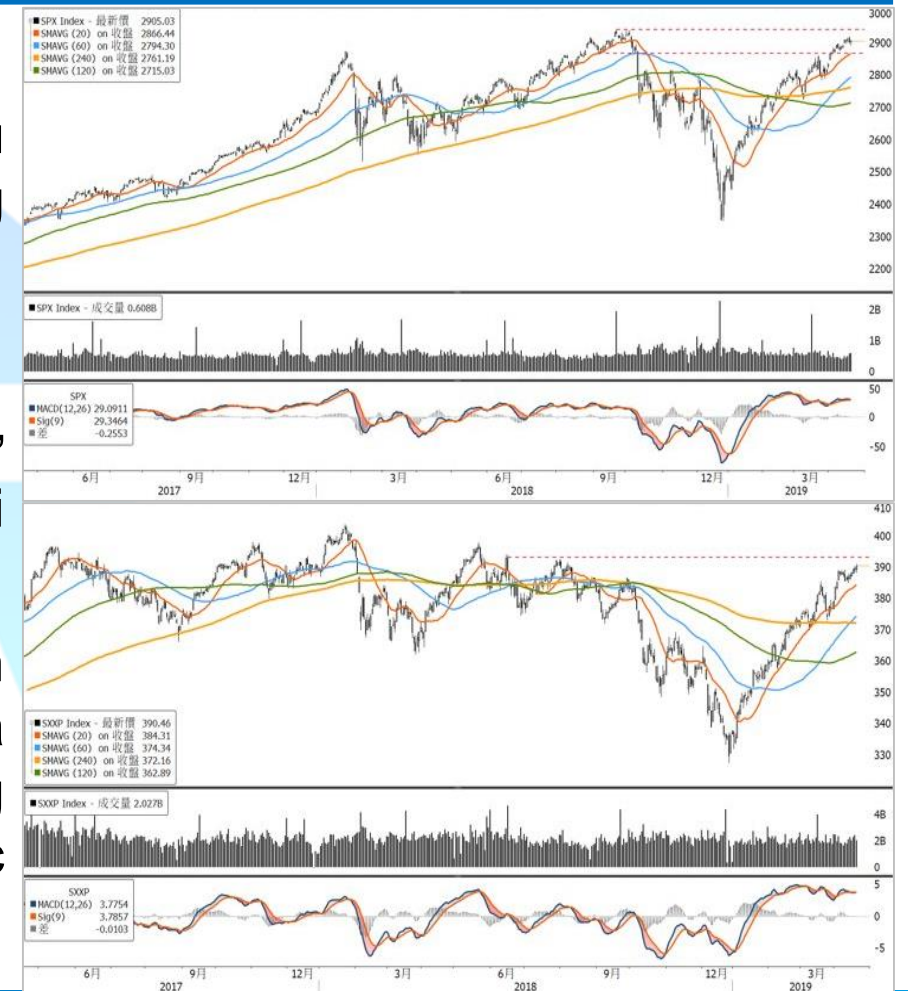 SPX Index - 最新價 2905.03
SMAVG (20) on 收盤 2866.44
SMAVG (60) on 收盤 2794.30
SMAVG (240) on 收盤 2761.19
SMAVG (120) on 收盤 2715.03
3000
2900
2800
2700
2600
2500
2400
2300
2200
SPX Index - 成交量 0.608B
2B
1B
0
SPX
MACD(12,26) 29.0911
Sig(9) 29.3464
差 -0.2553
50
0
-50
6月 9月 12月 3月 6月 9月 12月 3月
2017 2018 2019
410
400
390
380
370
360
350
340
330
SXXP Index - 最新價 390.46
SMAVG (20) on 收盤 384.31
SMAVG (60) on 收盤 374.34
SMAVG (240) on 收盤 372.16
SMAVG (120) on 收盤 362.89
SXXP Index - 成交量 2.027B
4B
2B
0
SXXP
MACD(12,26) 3.7754
Sig(9) 3.7857
差 -0.0103
5
0
-5
6月 9月 12月 3月 6月 9月 12月 3月
2017 2018 2019